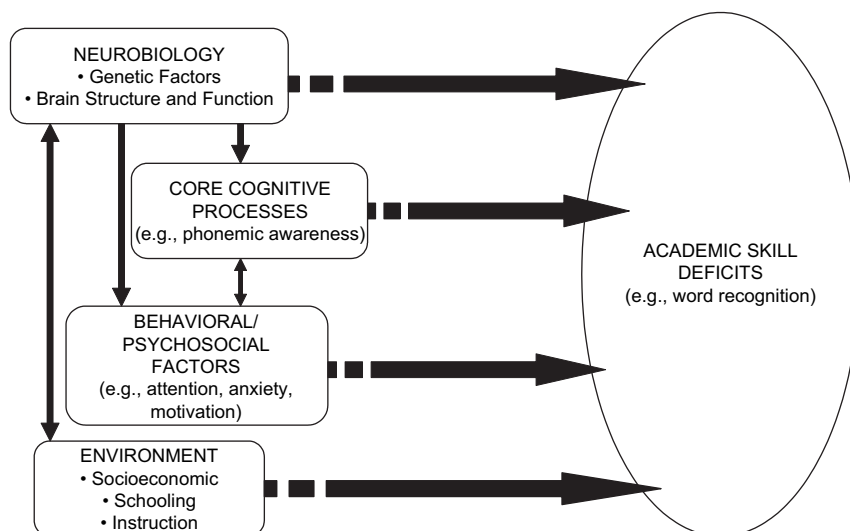 NEUROBIOLOGY
• Genetic Factors
• Brain Structure and Function
CORE COGNITIVE
PROCESSES
(e.g., phonemic awareness)
BEHAVIORAL/
PSYCHOSOCIAL
FACTORS
(e.g., attention, anxiety,
motivation)
ENVIRONMENT
• Socioeconomic
• Schooling
• Instruction
ACADEMIC SKILL
DEFICITS
(e.g., word recognition)